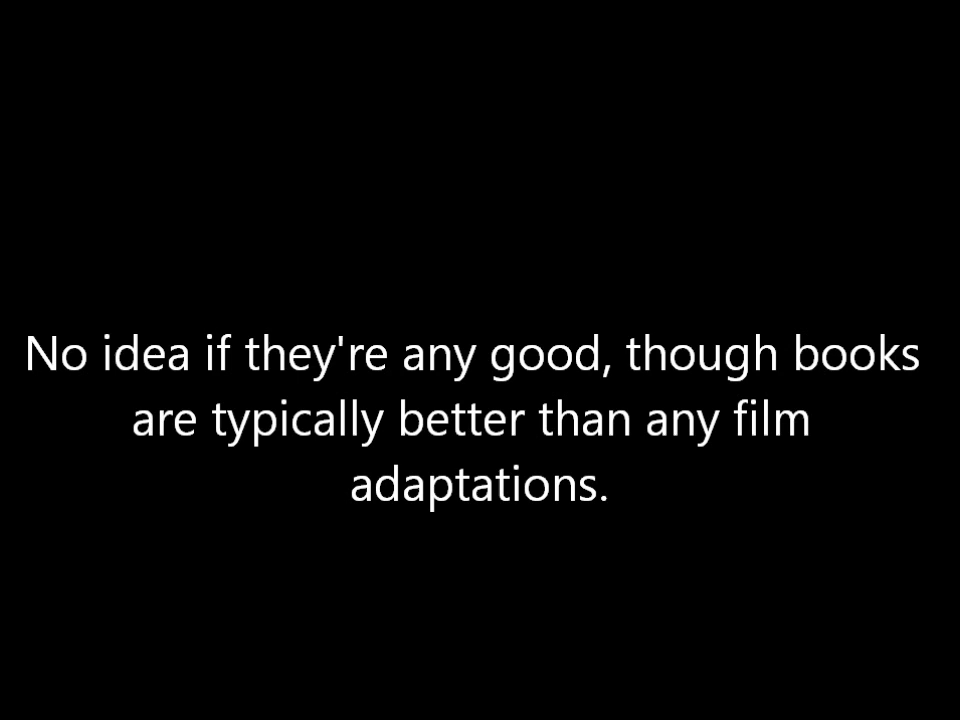 No idea if they're any good, though books
are typically better than any film
adaptations.